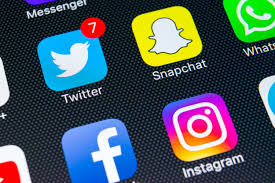 Messenger
7
Twitter
Snapchat
Whats
+
f
Instagram